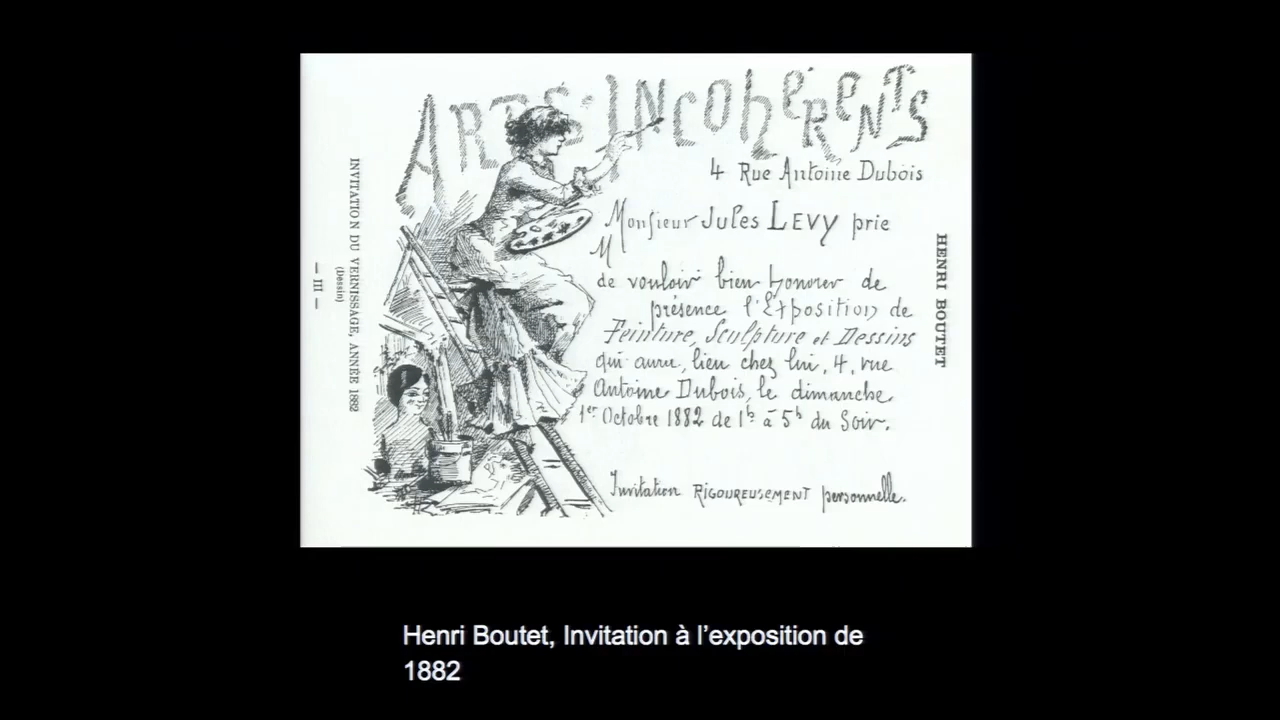 ARTS INCOHÉRENTS
4 Rue Antoine Dubois
Monsieur Jules LEVY prie
M
de vouloir bien honorer de
présence l'Exposition de
Peinture, Sculpture et Dessins
qui aura lieu chez lui, 4, rue
Antoine Dubois, le dimanche
1er Octobre 1882 de 1h à 5h du Soir.
Invitation RIGOUREUSEMENT personnelle.
HENRI BOUTET
INVITATION DU VERNISSAGE, ANNÉE 1882
(Dessin)
— III —
Henri Boutet, Invitation à l’exposition de
1882